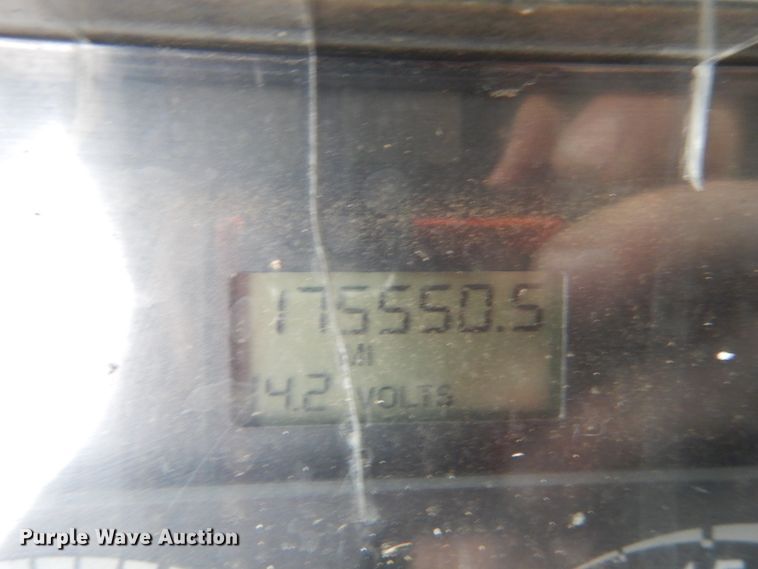 175550.5
MI
14.2 VOLTS
Purple Wave Auction